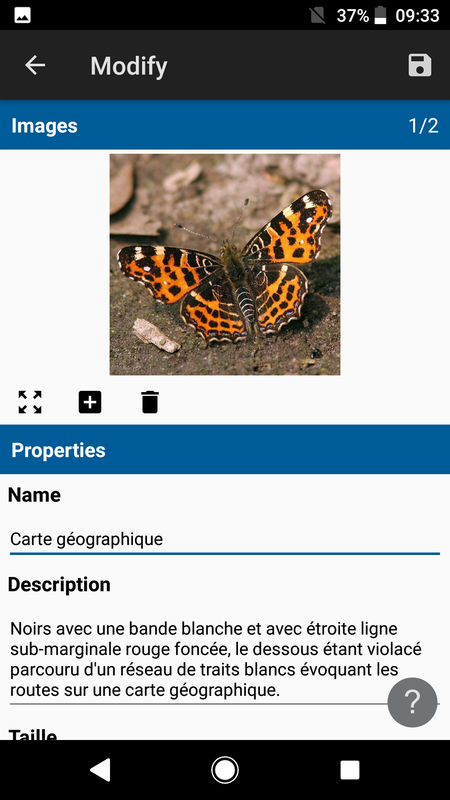 37% 09:33
Modify
Images 1/2
Properties
Name
Carte géographique
Description
Noirs avec une bande blanche et avec étroite ligne
sub-marginale rouge foncée, le dessous étant violacé
parcouru d'un réseau de traits blancs évoquant les
routes sur une carte géographique.
?
Taille